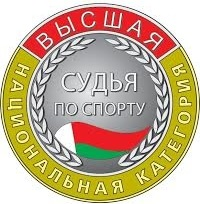 ВЫСШАЯ
НАЦИОНАЛЬНАЯ КАТЕГОРИЯ
СУДЬЯ
ПО СПОРТУ